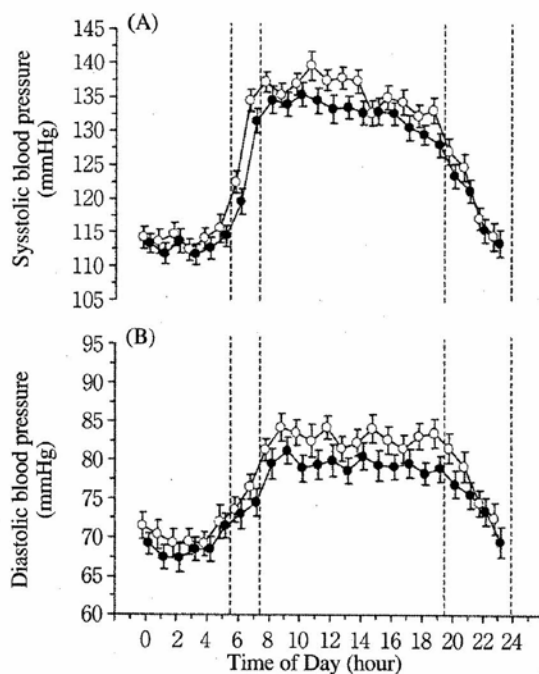 (A)
145
140
135
130
125
120
115
110
105
Sysstolic blood pressure
(mmHg)
(B)
95
90
85
80
75
70
65
60
Diastolic blood pressure
(mmHg)
0 2 4 6 8 10 12 14 16 18 20 22 24
Time of Day (hour)